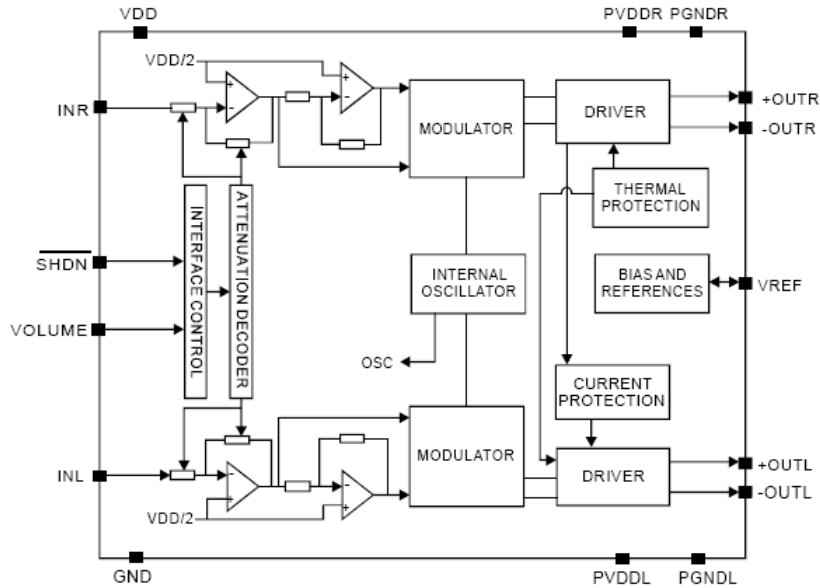 VDD
PVDDR
PGNDR
VDD/2
INR
+
-
+
-
MODULATOR
DRIVER
+OUTR
-OUTR
THERMAL
PROTECTION
INTERFACE CONTROL
ATTENUATION DECODER
SHDN
VOLUME
INTERNAL
OSCILLATOR
OSC
BIAS AND
REFERENCES
VREF
CURRENT
PROTECTION
MODULATOR
DRIVER
+OUTL
-OUTL
INL
-
+
-
+
VDD/2
GND
PVDDL
PGNDL